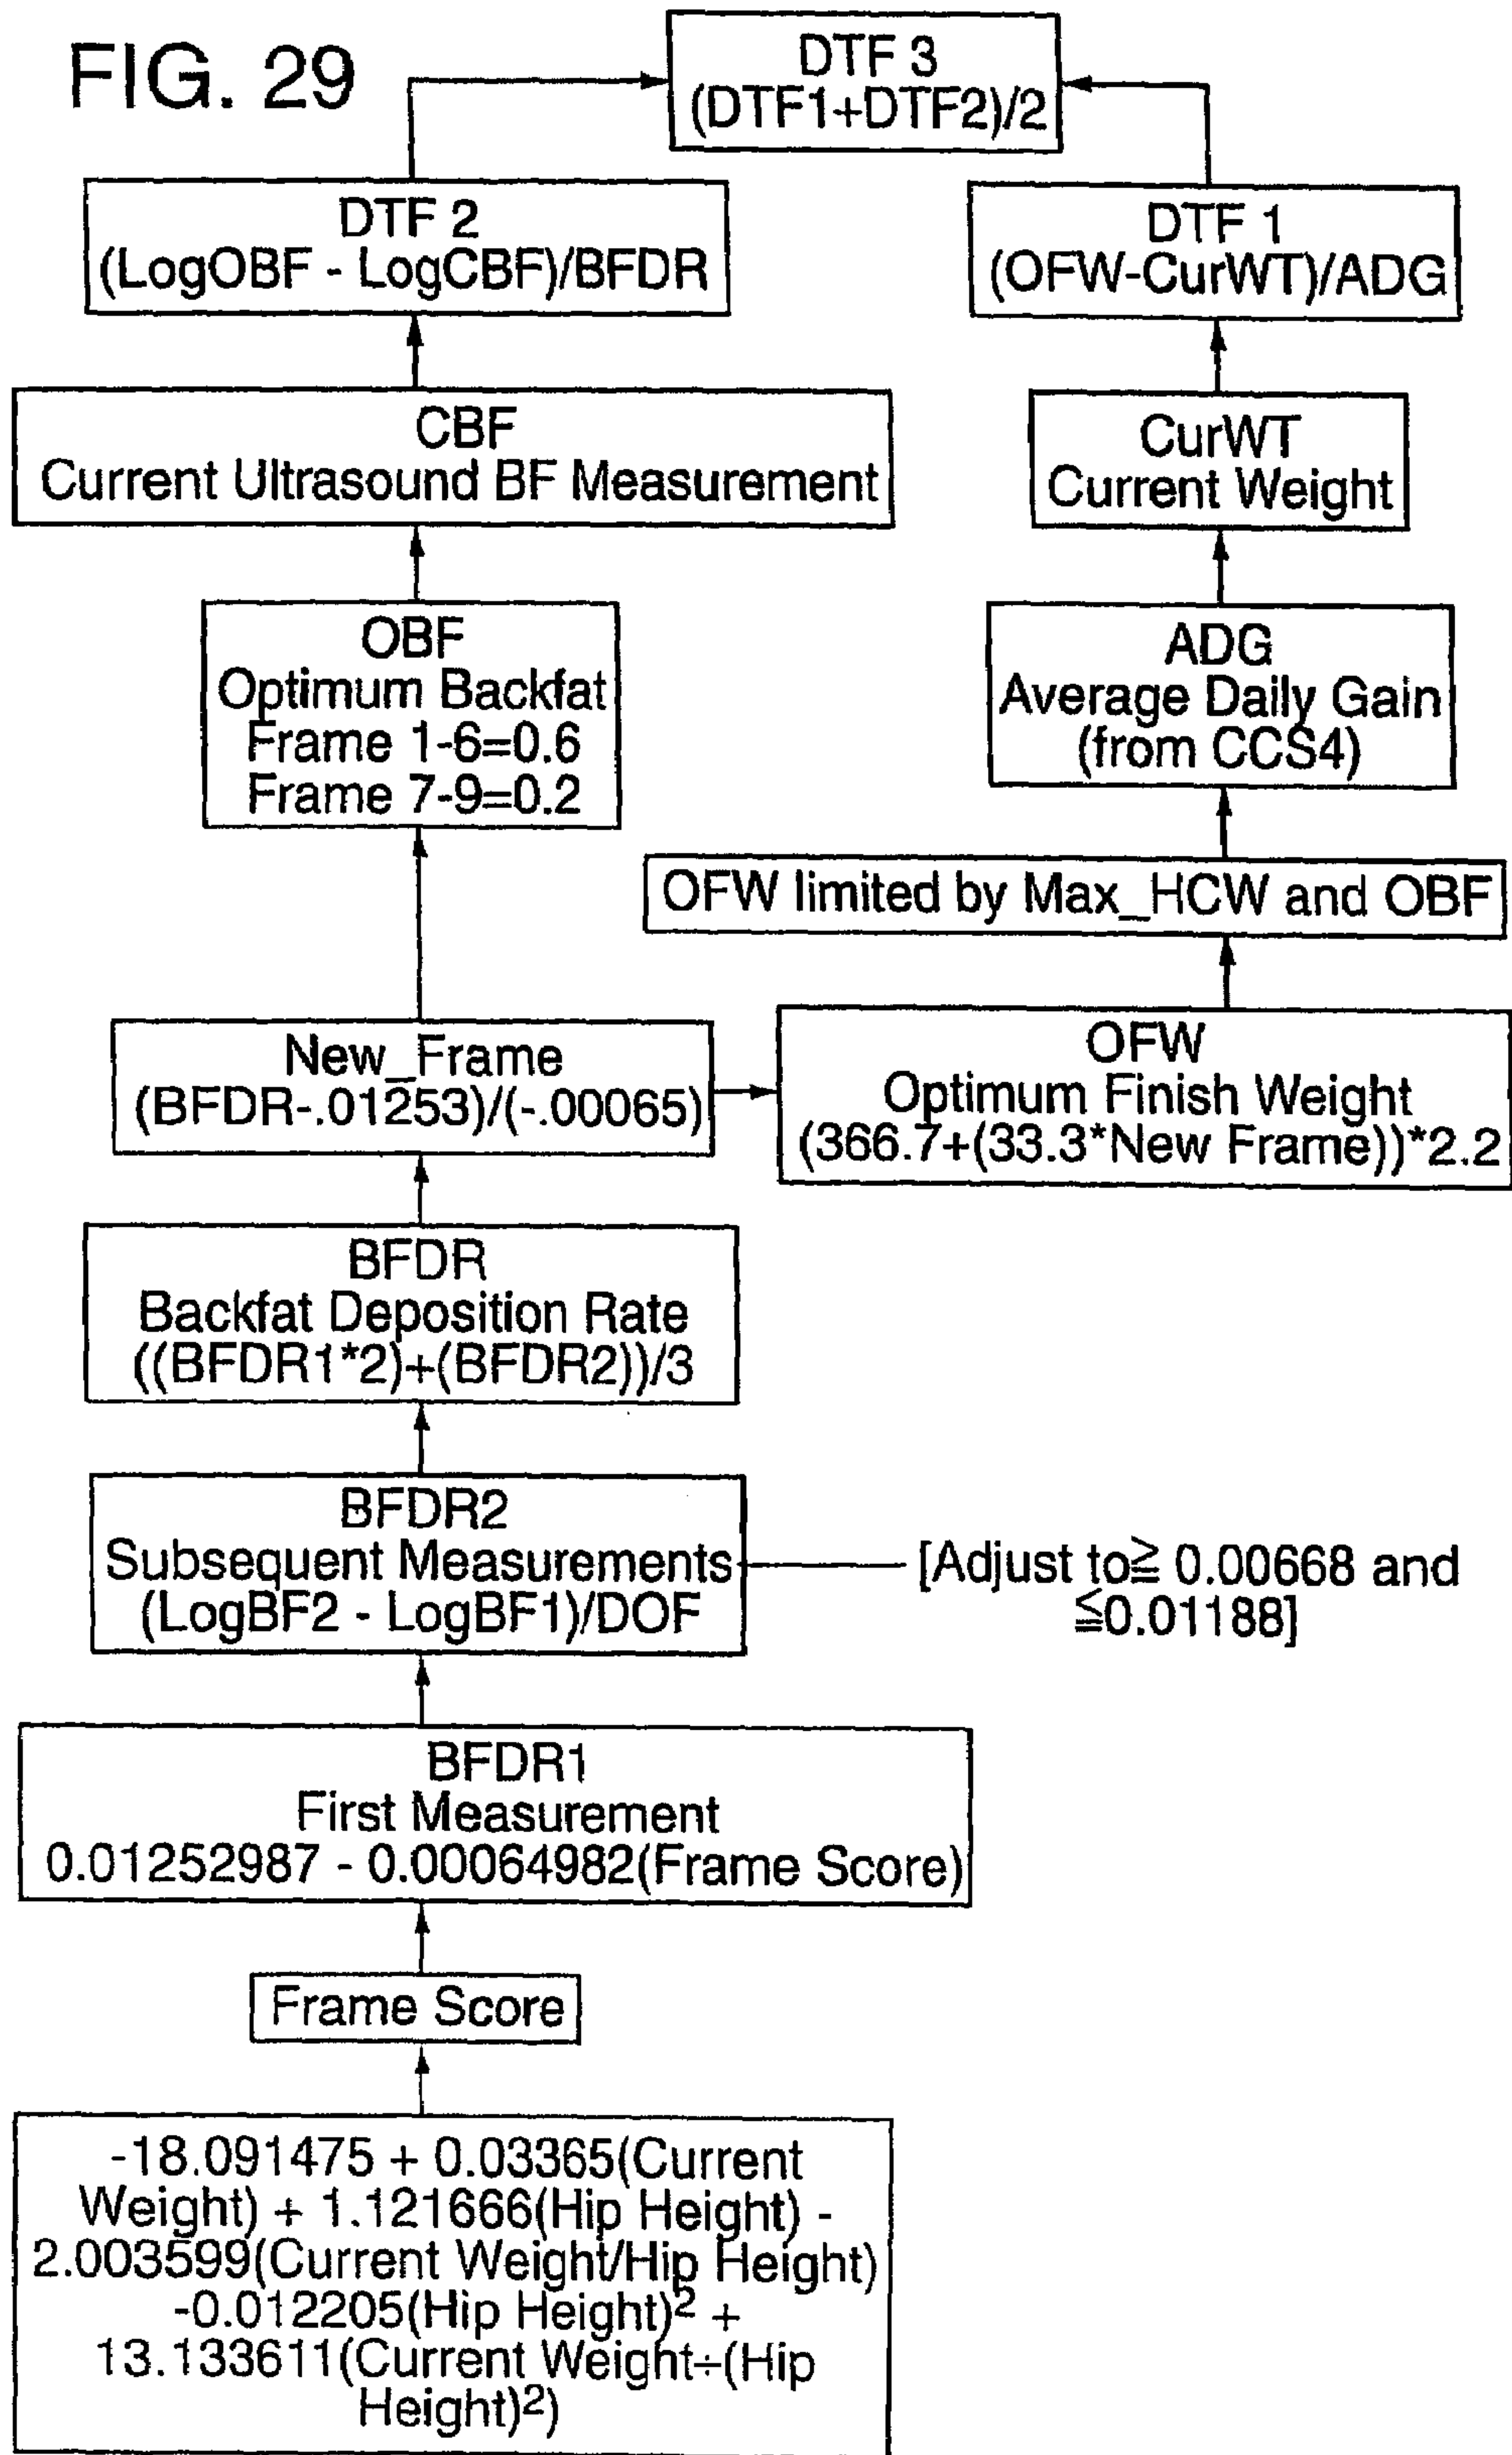 FIG. 29
DTF 3
(DTF1+DTF2)/2
DTF 2
(LogOBF - LogCBF)/BFDR
DTF 1
(OFW-CurWT)/ADG
CBF
Current Ultrasound BF Measurement
CurWT
Current Weight
OBF
Optimum Backfat
Frame 1-6=0.6
Frame 7-9=0.2
ADG
Average Daily Gain
(from CCS4)
OFW limited by Max_HCW and OBF
New_Frame
(BFDR-.01253)/(-.00065)
OFW
Optimum Finish Weight
(366.7+(33.3*New Frame))*2.2
BFDR
Backfat Deposition Rate
((BFDR1*2)+(BFDR2))/3
BFDR2
Subsequent Measurements
(LogBF2 - LogBF1)/DOF
[Adjust to≧ 0.00668 and
≦0.01188]
BFDR1
First Measurement
0.01252987 - 0.00064982(Frame Score)
Frame Score
-18.091475 + 0.03365(Current
Weight) + 1.121666(Hip Height) -
2.003599(Current Weight/Hip Height)
-0.012205(Hip Height)² +
13.133611(Current Weight÷(Hip
Height)²)